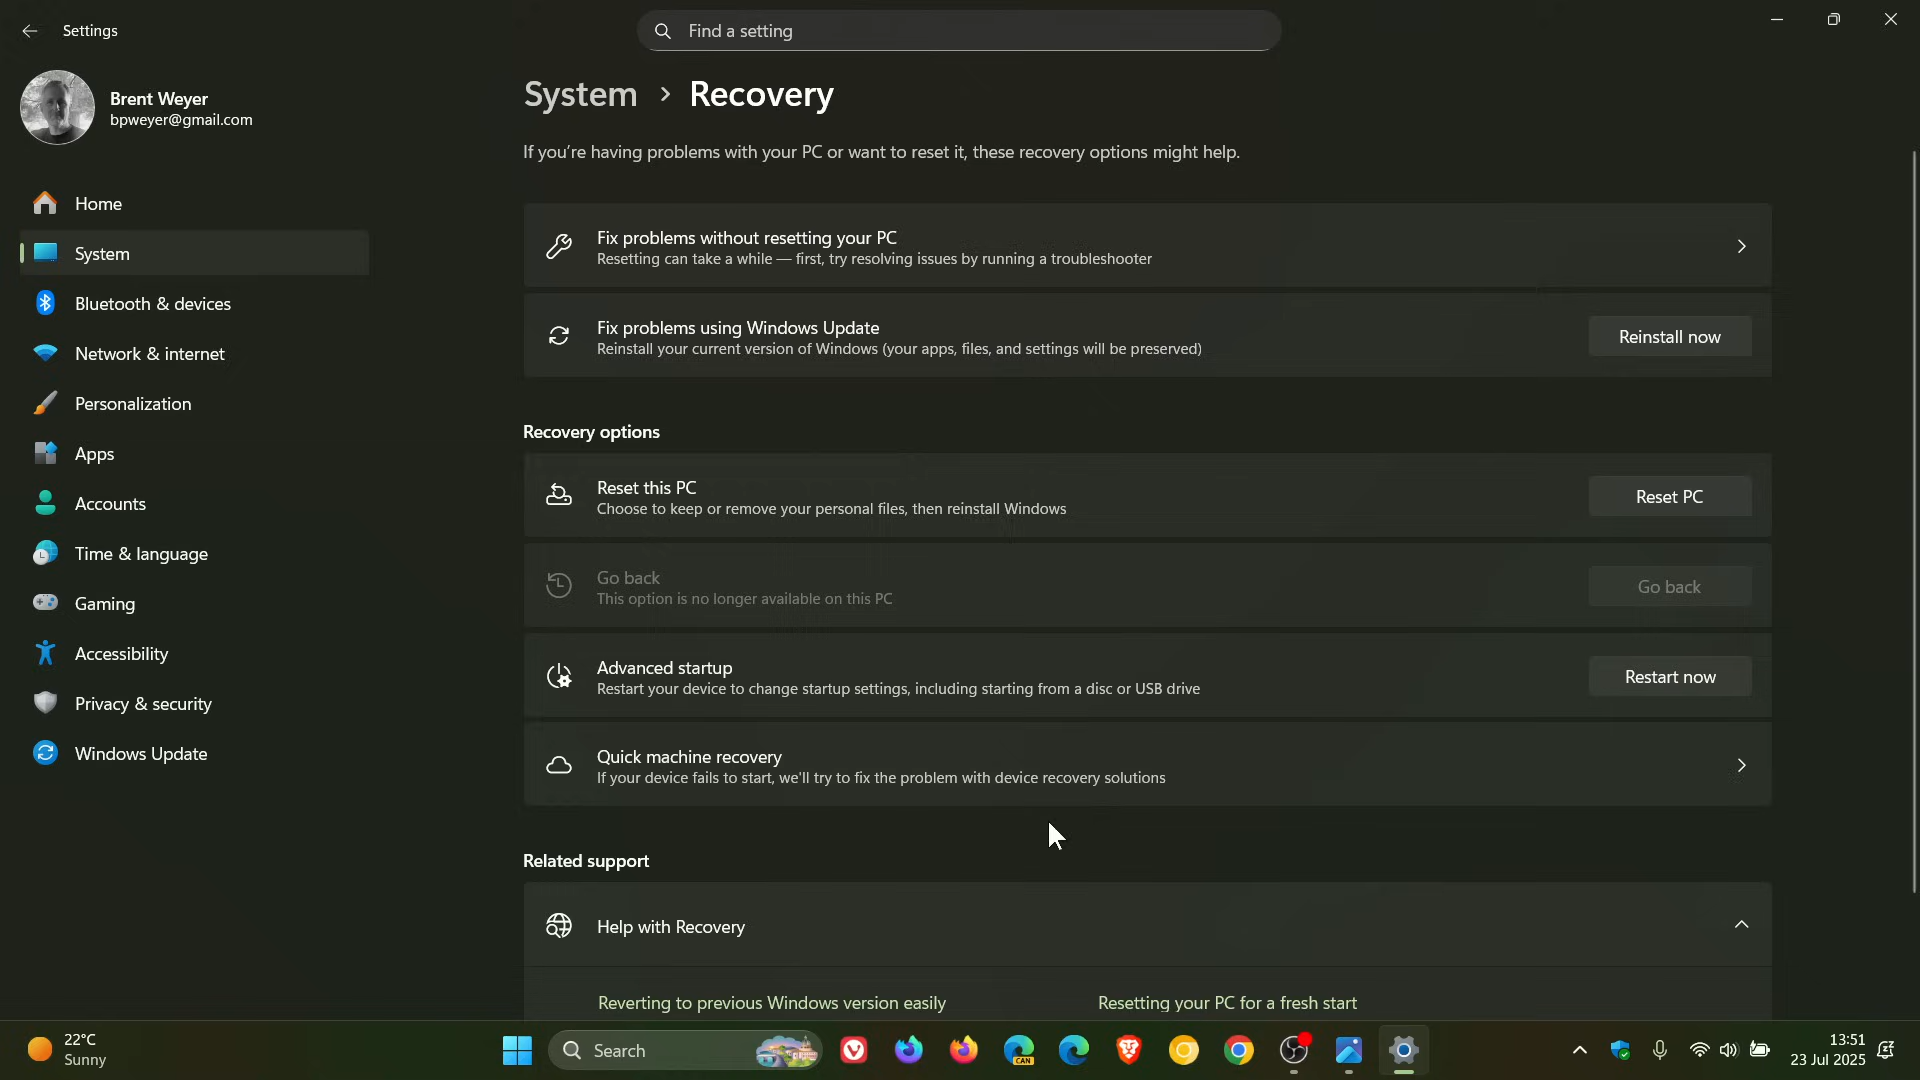 Settings
Find a setting
Brent Weyer
bpweyer@gmail.com
Home
System
Bluetooth & devices
Network & internet
Personalization
Apps
Accounts
Time & language
Gaming
Accessibility
Privacy & security
Windows Update
System > Recovery
If you're having problems with your PC or want to reset it, these recovery options might help.
Fix problems without resetting your PC
Resetting can take a while — first, try resolving issues by running a troubleshooter
Fix problems using Windows Update
Reinstall your current version of Windows (your apps, files, and settings will be preserved)
Reinstall now
Recovery options
Reset this PC
Choose to keep or remove your personal files, then reinstall Windows
Reset PC
Go back
This option is no longer available on this PC
Go back
Advanced startup
Restart your device to change startup settings, including starting from a disc or USB drive
Restart now
Quick machine recovery
If your device fails to start, we'll try to fix the problem with device recovery solutions
Related support
Help with Recovery
Reverting to previous Windows version easily
Resetting your PC for a fresh start
22°C
Sunny
Search
CAN
13:51
23 Jul 2025